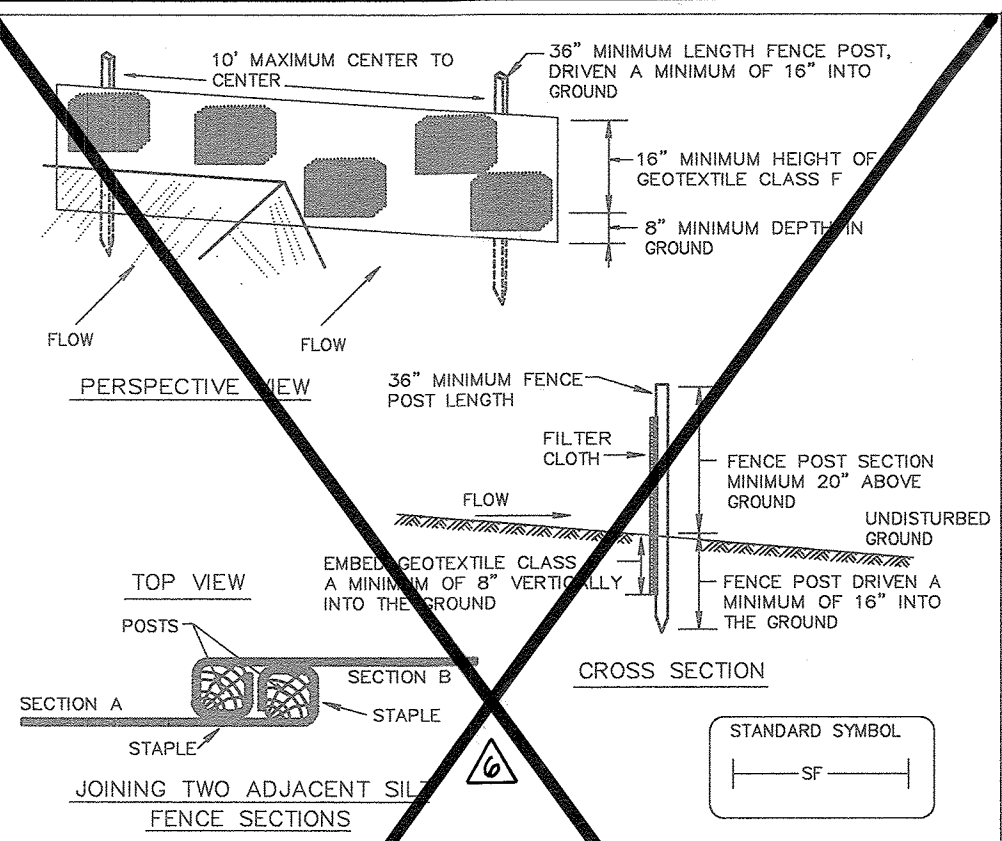 10' MAXIMUM CENTER TO
CENTER
36" MINIMUM LENGTH FENCE POST,
DRIVEN A MINIMUM OF 16" INTO
GROUND
16" MINIMUM HEIGHT OF
GEOTEXTILE CLASS F
8" MINIMUM DEPTH IN
GROUND
FLOW
FLOW
PERSPECTIVE VIEW
36" MINIMUM FENCE
POST LENGTH
FILTER
CLOTH
FLOW
FENCE POST SECTION
MINIMUM 20" ABOVE
GROUND
UNDISTURBED
GROUND
EMBED GEOTEXTILE CLASS
A MINIMUM OF 8" VERTICALLY
INTO THE GROUND
FENCE POST DRIVEN A
MINIMUM OF 16" INTO
THE GROUND
CROSS SECTION
TOP VIEW
POSTS
SECTION B
SECTION A
STAPLE
STAPLE
JOINING TWO ADJACENT SILT
FENCE SECTIONS
6
STANDARD SYMBOL
SF